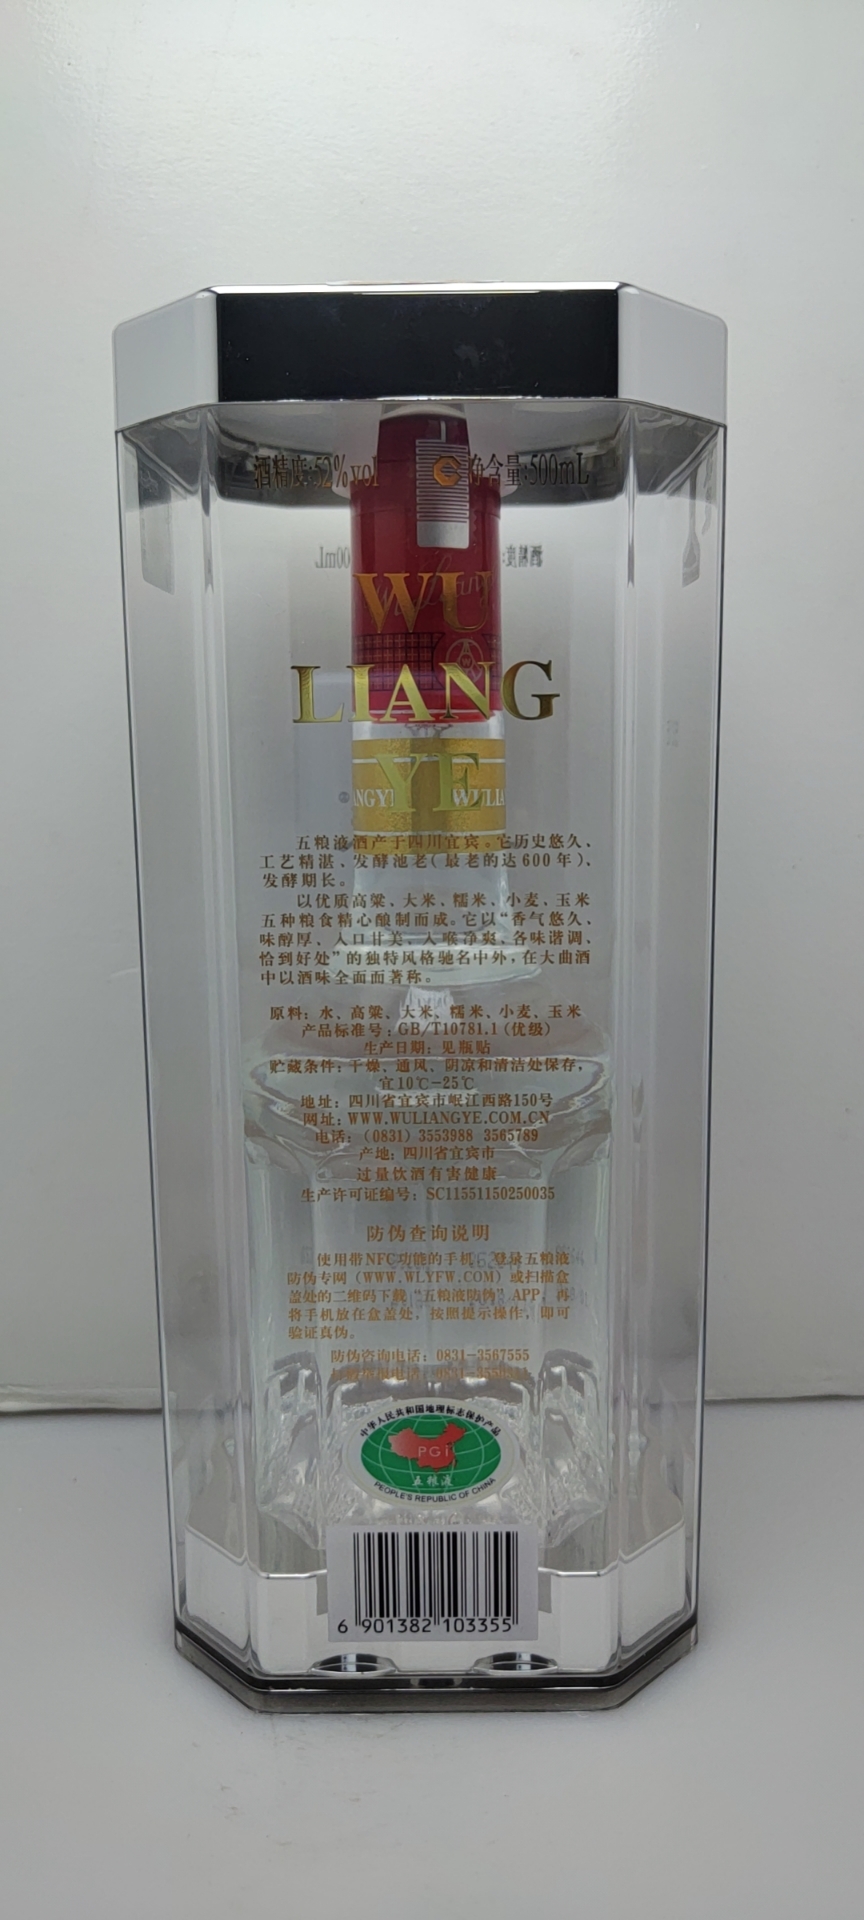 酒精度:52%vol 净含量:500mL
WU
LIANG
YE
五粮液酒产于四川宜宾。它历史悠久、
工艺精湛、发酵池老(最老的达600年)、
发酵期长。
以优质高粱、大米、糯米、小麦、玉米
五种粮食精心酿制而成。它以“香气悠久、
味醇厚、入口甘美、入喉净爽、各味谐调、
恰到好处”的独特风格驰名中外,在大曲酒
中以酒味全面而著称。
原料: 水、高粱、大米、糯米、小麦、玉米
产品标准号: GB/T10781.1(优级)
生产日期: 见瓶贴
贮藏条件: 干燥、通风、阴凉和清洁处保存,
宜10℃-25℃
地址: 四川省宜宾市岷江西路150号
网址: WWW.WULIANGYE.COM.CN
电话: (0831) 3553988 3565789
产地: 四川省宜宾市
过量饮酒有害健康
生产许可证编号: SC11551150250035
防伪查询说明
使用带NFC功能的手机,登录五粮液
防伪专网(WWW.WLYFW.COM)或扫描盒
盖处的二维码下载“五粮液防伪”APP,再
将手机放在盒盖处,按照提示操作,即可
验证真伪。
防伪咨询电话: 0831-3567555
中华人民共和国地理标志保护产品
PGI
五粮液
PEOPLE'S REPUBLIC OF CHINA
6 901382 103355